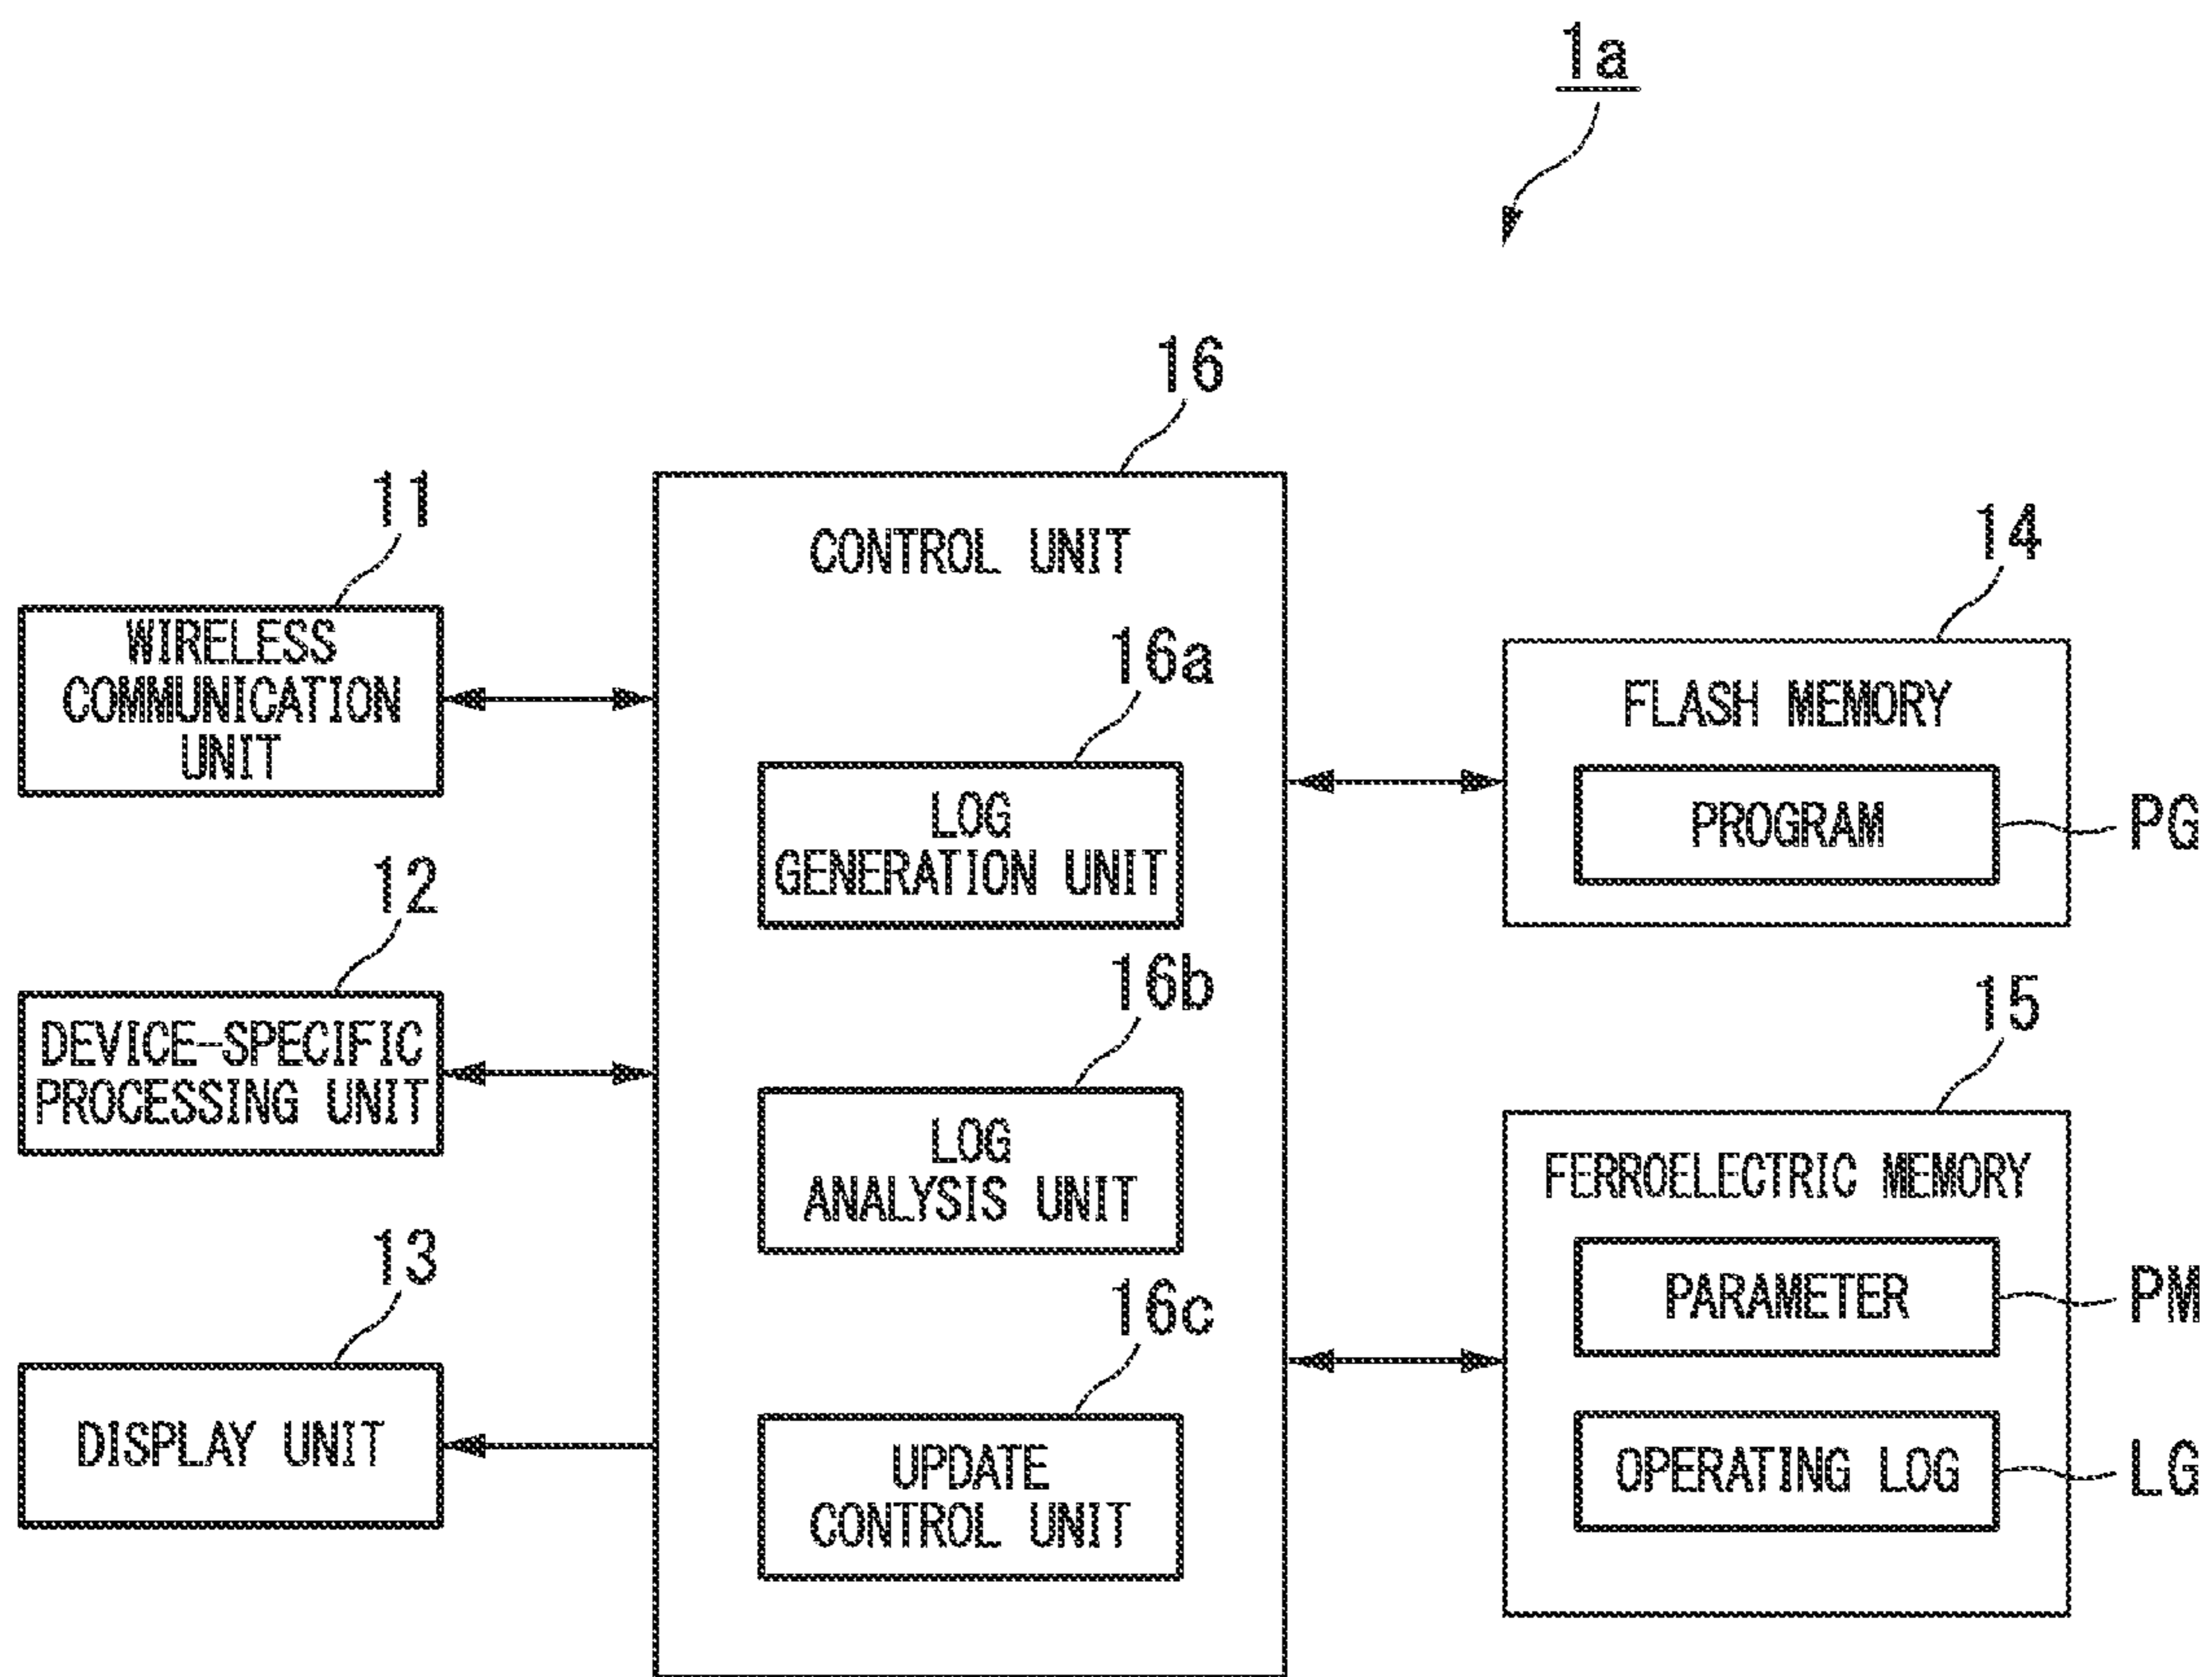 1a
16
CONTROL UNIT
11
WIRELESS
COMMUNICATION
UNIT
12
DEVICE-SPECIFIC
PROCESSING UNIT
13
DISPLAY UNIT
16a
LOG
GENERATION UNIT
16b
LOG
ANALYSIS UNIT
16c
UPDATE
CONTROL UNIT
14
FLASH MEMORY
PROGRAM
PG
15
FERROELECTRIC MEMORY
PARAMETER
PM
OPERATING LOG
LG